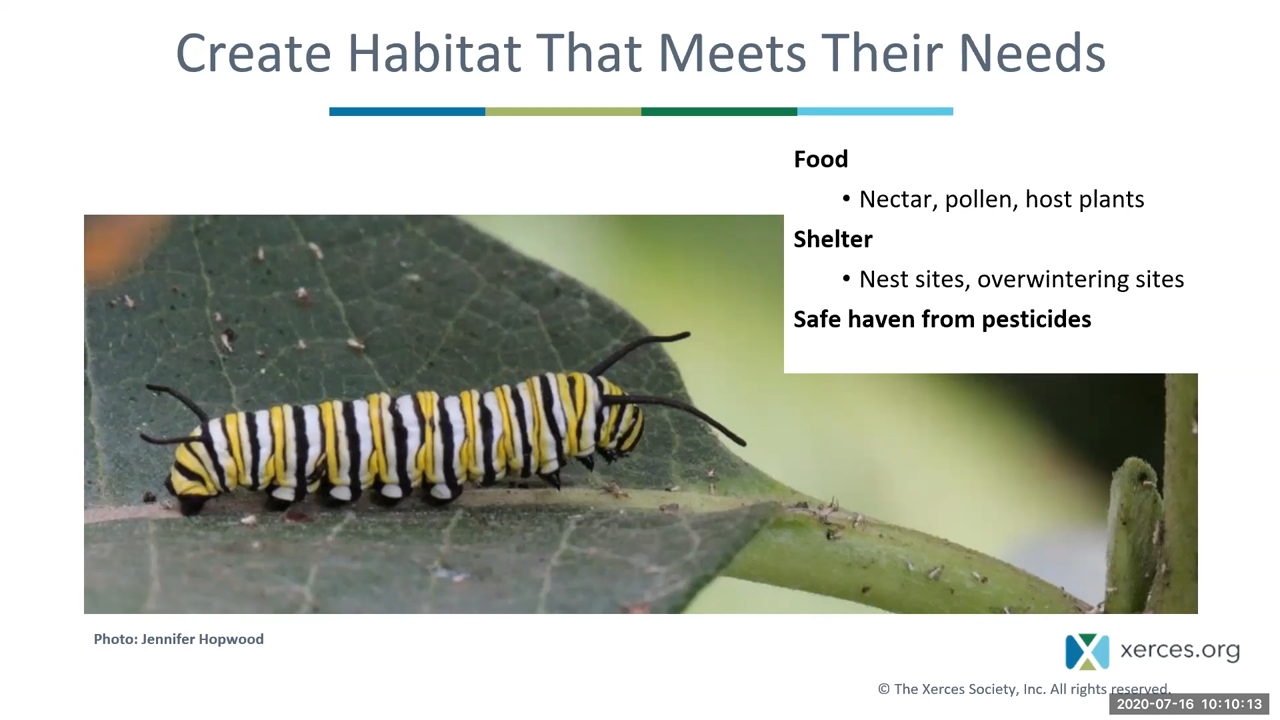 Create Habitat That Meets Their Needs
Food
• Nectar, pollen, host plants
Shelter
• Nest sites, overwintering sites
Safe haven from pesticides
Photo: Jennifer Hopwood
xerces.org
© The Xerces Society, Inc. All rights reserved.
2020-07-16 10:10:13